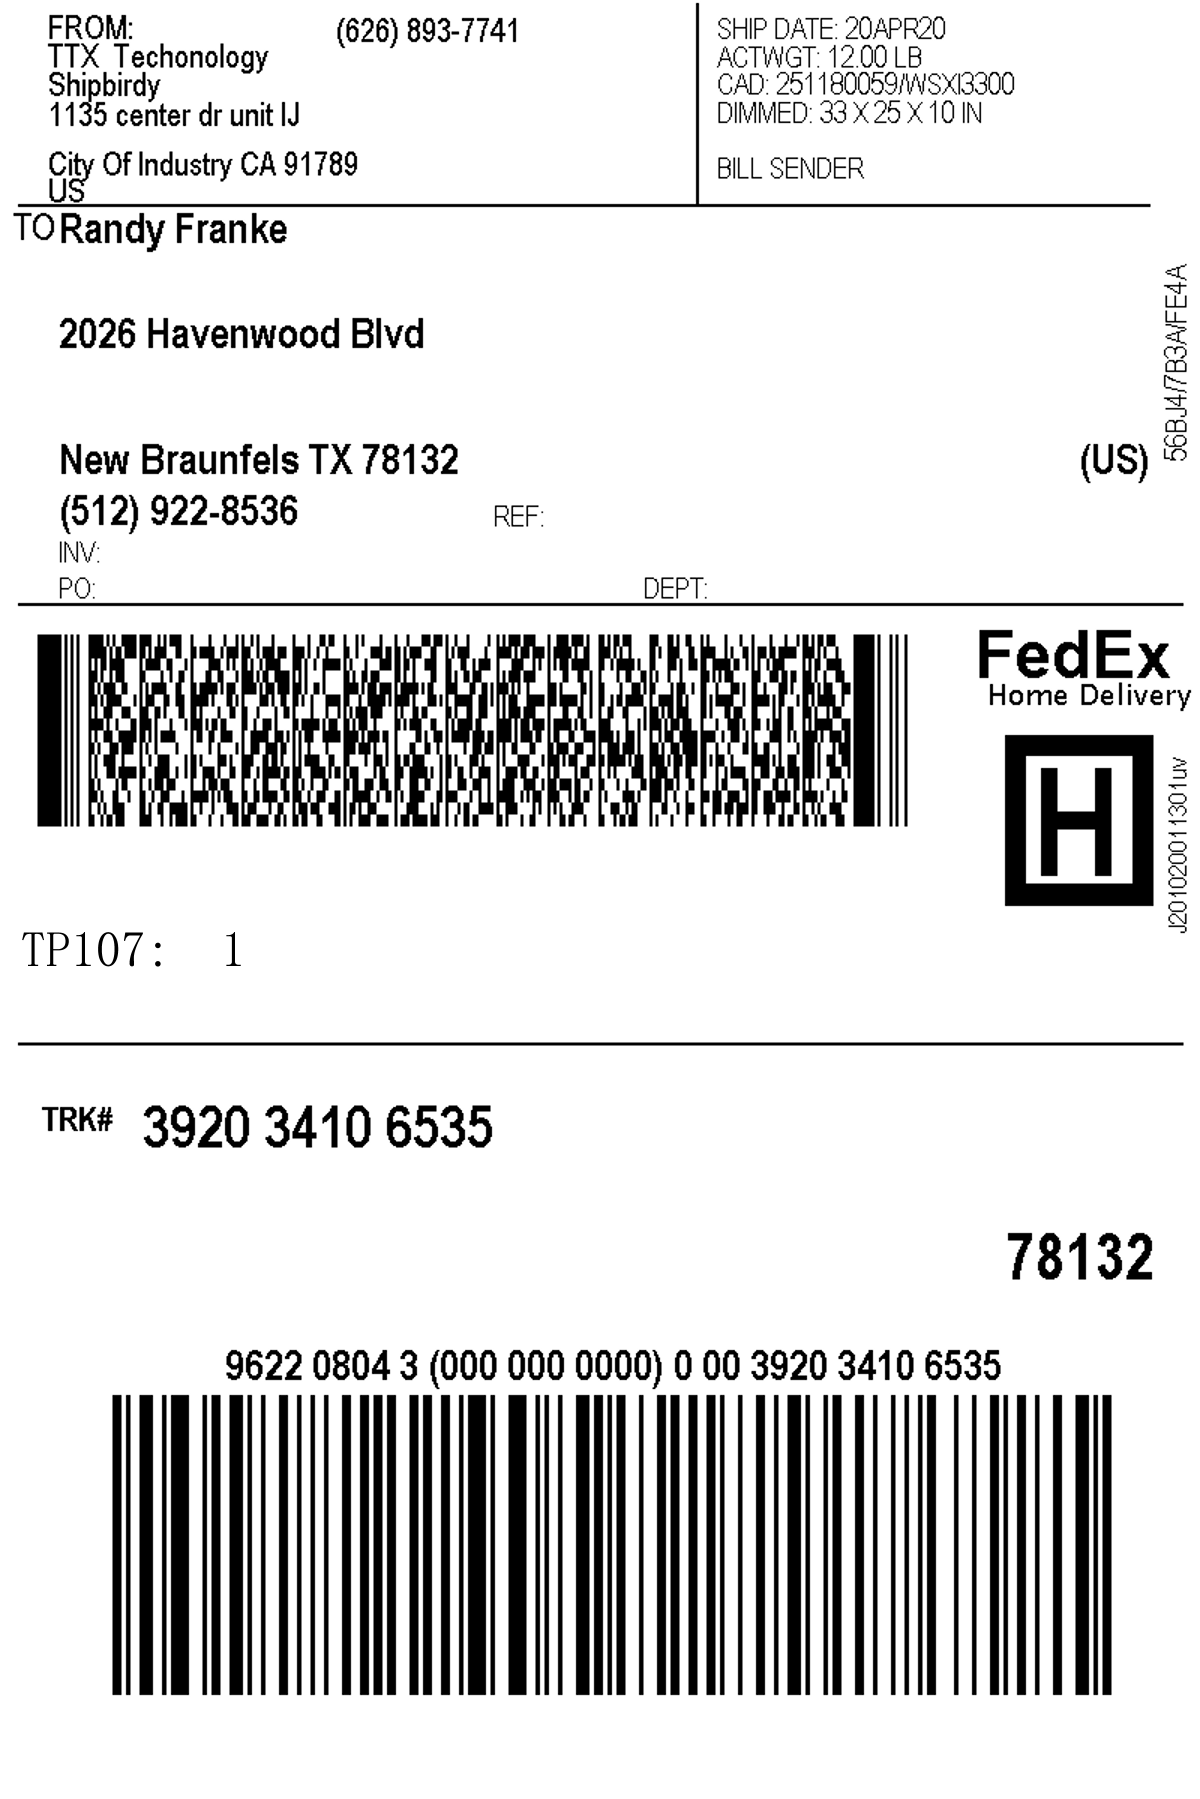 FROM: (626) 893-7741
TTX Techonology
Shipbirdy
1135 center dr unit IJ
City Of Industry CA 91789
US
SHIP DATE: 20APR20
ACTWGT: 12.00 LB
CAD: 251180059/WSXI3300
DIMMED: 33 X 25 X 10 IN
BILL SENDER
TO Randy Franke
2026 Havenwood Blvd
New Braunfels TX 78132 (US)
(512) 922-8536 REF:
INV:
PO: DEPT:
56BJ4/7B3A/FE4A
FedEx
Home Delivery
H
J201020011301uv
TP107: 1
TRK# 3920 3410 6535
78132
9622 0804 3 (000 000 0000) 0 00 3920 3410 6535